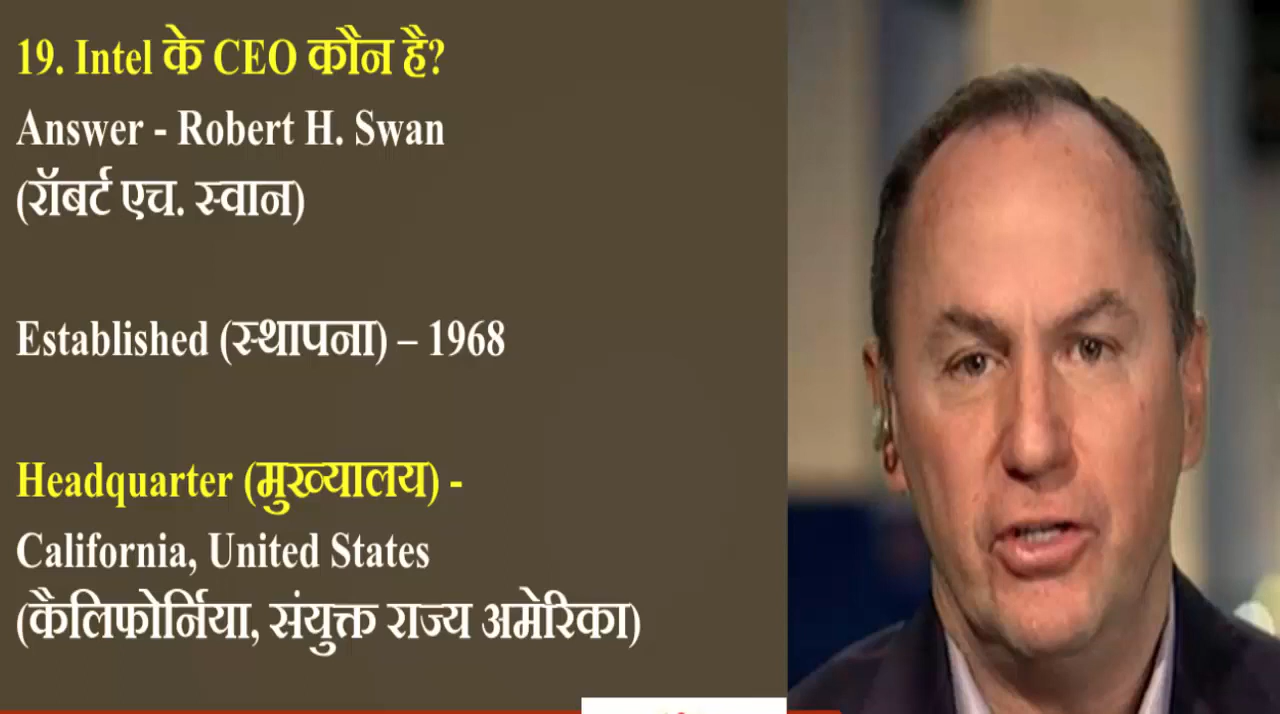 19. Intel के CEO कौन है?
Answer - Robert H. Swan
(रॉबर्ट एच. स्वान)
Established (स्थापना) – 1968
Headquarter (मुख्यालय) -
California, United States
(कैलिफोर्निया, संयुक्त राज्य अमेरिका)